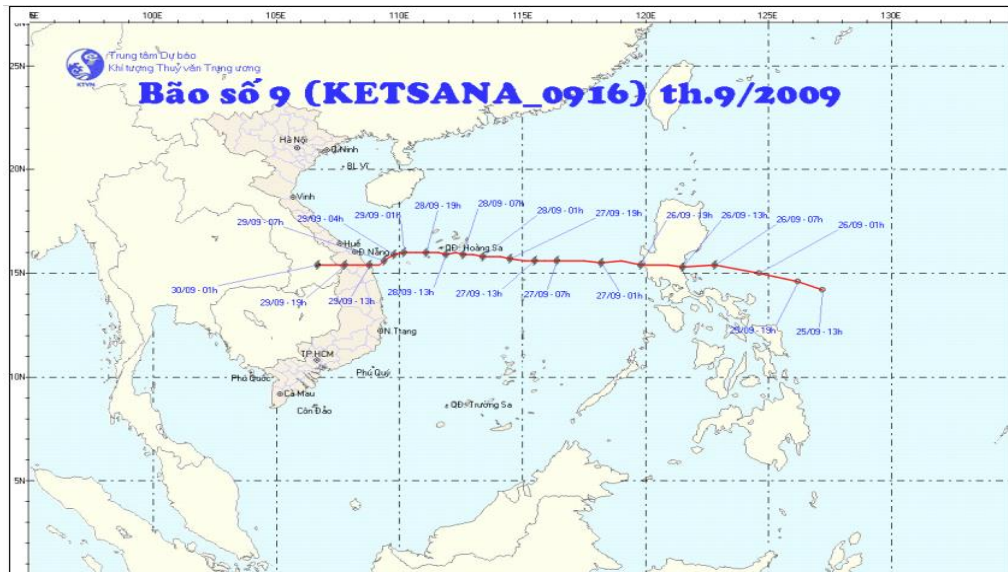 E 100E 105E 110E 115E 120E 125E 130E
Trung tâm Dự báo
Khí tượng Thuỷ văn Trung ương
KTVN
Bão số 9 (KETSANA_0916) th.9/2009
25N
20N
15N
10N
5N
Hà Nội
Q.Ninh
BL Vĩ
Vinh
Huế
Đ.Nẵng
QĐ. Hoàng Sa
N.Trang
TP.HCM
Phú Quốc
Phú Quý
Cà Mau
Côn Đảo
QĐ. Trường Sa
29/09 - 07h
29/09 - 04h
29/09 - 01h
28/09 - 19h
28/09 - 07h
28/09 - 01h
27/09 - 19h
26/09 - 19h
26/09 - 13h
26/09 - 07h
26/09 - 01h
30/09 - 01h
29/09 - 19h
29/09 - 13h
28/09 - 13h
27/09 - 13h
27/09 - 07h
27/09 - 01h
25/09 - 19h
25/09 - 13h